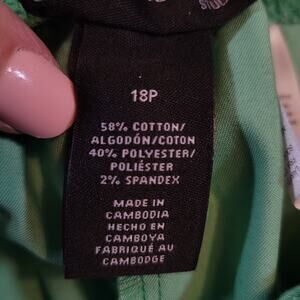 18P
58% COTTON/
ALGODÓN/COTON
40% POLYESTER/
POLIÉSTER
2% SPANDEX
MADE IN
CAMBODIA
HECHO EN
CAMBOYA
FABRIQUÉ AU
CAMBODGE